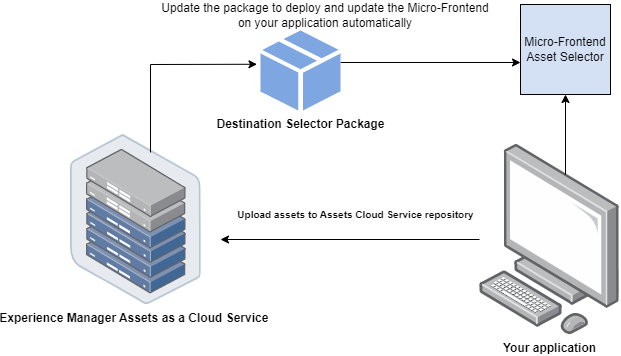 Update the package to deploy and update the Micro-Frontend
on your application automatically
Micro-Frontend
Asset Selector
Destination Selector Package
Upload assets to Assets Cloud Service repository
Experience Manager Assets as a Cloud Service
Your application